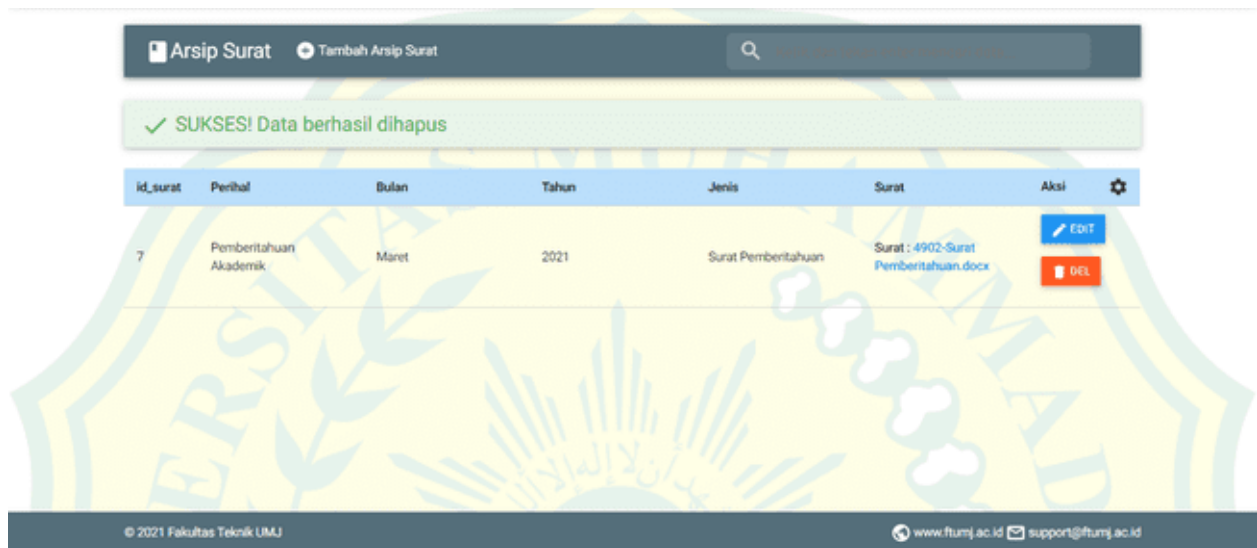 Arsip Surat Tambah Arsip Surat
SUKSES! Data berhasil dihapus
id_surat Perihal Bulan Tahun Jenis Surat Aksi
7 Pemberitahuan Akademik Maret 2021 Surat Pemberitahuan Surat : 4902-Surat Pemberitahuan.docx
EDIT
DEL
ERSITAS MUHAMMAD
© 2021 Fakultas Teknik UMJ www.ftumj.ac.id support@ftumj.ac.id